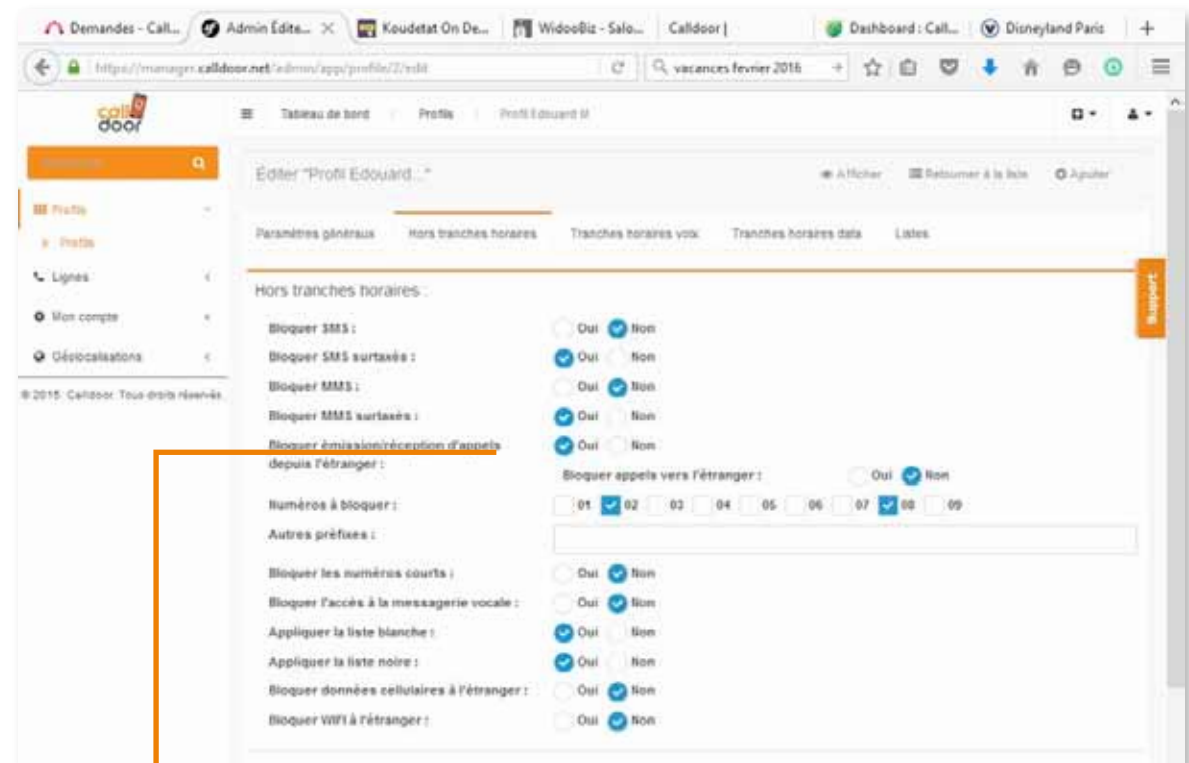 Demandes - Call... Admin Édite... Koudetat On De... WidooBiz - Salo... Calldoor | Dashboard : Call... Disneyland Paris
https://manager.calldoor.net/admin/app/profile/2/edit vacances fevrier 2016
call door
Tableau de bord / Profils / Profil Edouard M
Éditer "Profil Edouard..." Afficher Retourner à la liste Ajouter
Profils
Profils
Lignes
Mon compte
Géolocalisations
© 2015 Calldoor. Tous droits réservés.
Paramètres généraux Hors tranches horaires Tranches horaires voix Tranches horaires data Listes
Support
Hors tranches horaires :
Bloquer SMS : Oui Non
Bloquer SMS surtaxés : Oui Non
Bloquer MMS : Oui Non
Bloquer MMS surtaxés : Oui Non
Bloquer émission/réception d'appels Oui Non
depuis l'étranger :
Bloquer appels vers l'étranger : Oui Non
Numéros à bloquer : 01 02 03 04 05 06 07 08 09
Autres préfixes :
Bloquer les numéros courts : Oui Non
Bloquer l'accès à la messagerie vocale : Oui Non
Appliquer la liste blanche : Oui Non
Appliquer la liste noire : Oui Non
Bloquer données cellulaires à l'étranger : Oui Non
Bloquer WIFI à l'étranger : Oui Non